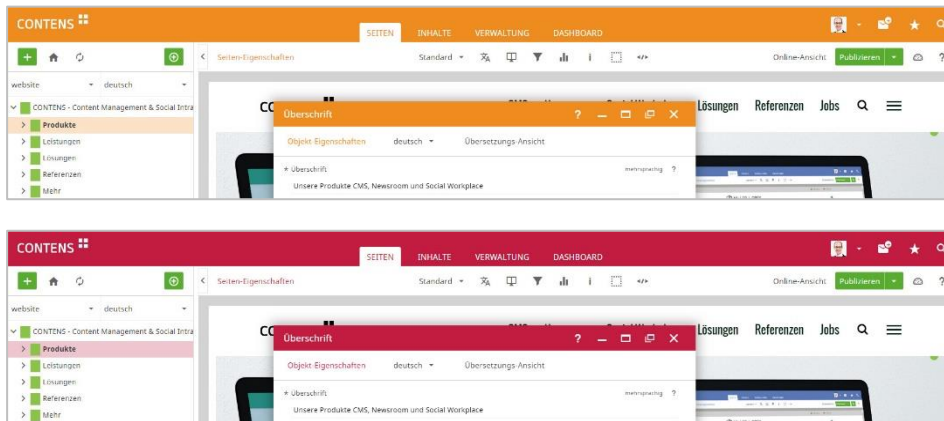 CONTENS
SEITEN INHALTE VERWALTUNG DASHBOARD
Seiten-Eigenschaften Standard Online-Ansicht Publizieren ?
website deutsch
CONTENS - Content Management & Social Intra
Produkte
Leistungen
Lösungen
Referenzen
Mehr
Lösungen Referenzen Jobs
Überschrift ?
Objekt-Eigenschaften deutsch Übersetzungs-Ansicht
* Überschrift mehrsprachig ?
Unsere Produkte CMS, Newsroom und Social Workplace
CONTENS
SEITEN INHALTE VERWALTUNG DASHBOARD
Seiten-Eigenschaften Standard Online-Ansicht Publizieren ?
website deutsch
CONTENS - Content Management & Social Intra
Produkte
Leistungen
Lösungen
Referenzen
Mehr
Lösungen Referenzen Jobs
Überschrift ?
Objekt-Eigenschaften deutsch Übersetzungs-Ansicht
* Überschrift mehrsprachig ?
Unsere Produkte CMS, Newsroom und Social Workplace